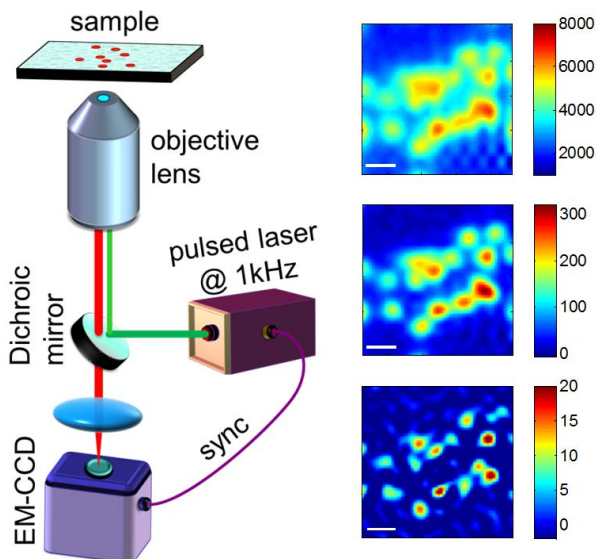 sample
objective
lens
pulsed laser
@ 1kHz
Dichroic
mirror
sync
EM-CCD
8000
6000
4000
2000
300
200
100
0
20
15
10
5
0